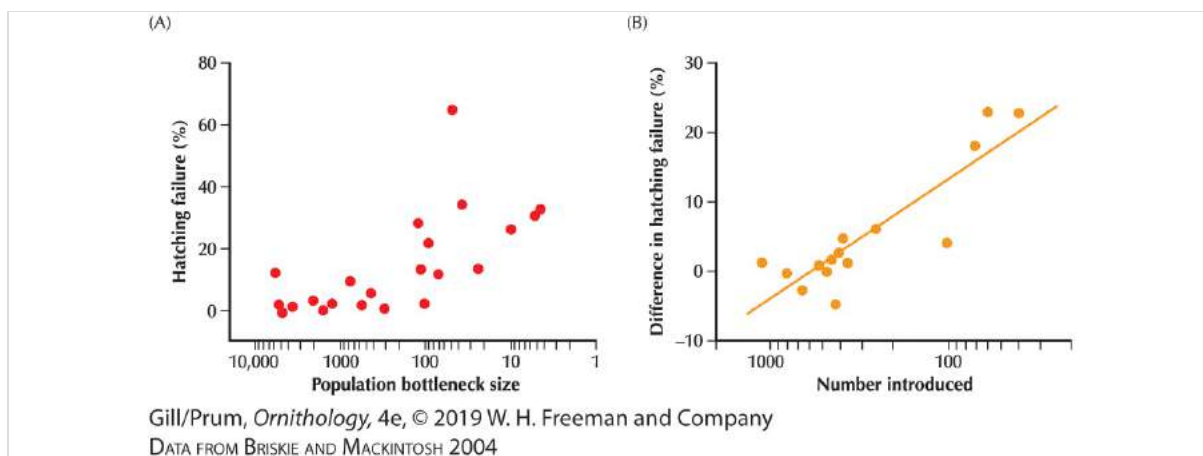 (A)
80
60
40
20
0
Hatching failure (%)
10,000 1000 100 10 1
Population bottleneck size
(B)
30
20
10
0
–10
Difference in hatching failure (%)
1000 100
Number introduced
Gill/Prum, Ornithology, 4e, © 2019 W. H. Freeman and Company
DATA FROM BRISKIE AND MACKINTOSH 2004